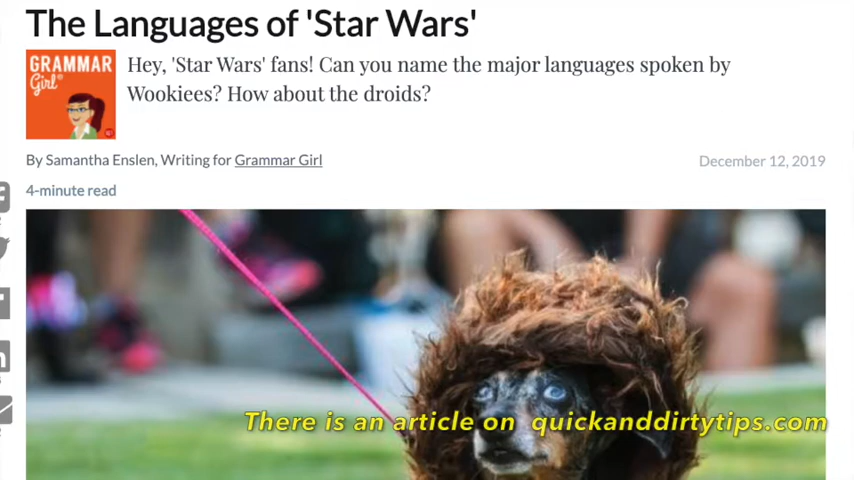 The Languages of 'Star Wars'
GRAMMAR
Girl
Hey, 'Star Wars' fans! Can you name the major languages spoken by
Wookiees? How about the droids?
By Samantha Enslen, Writing for Grammar Girl
December 12, 2019
4-minute read
There is an article on quickanddirtytips.com